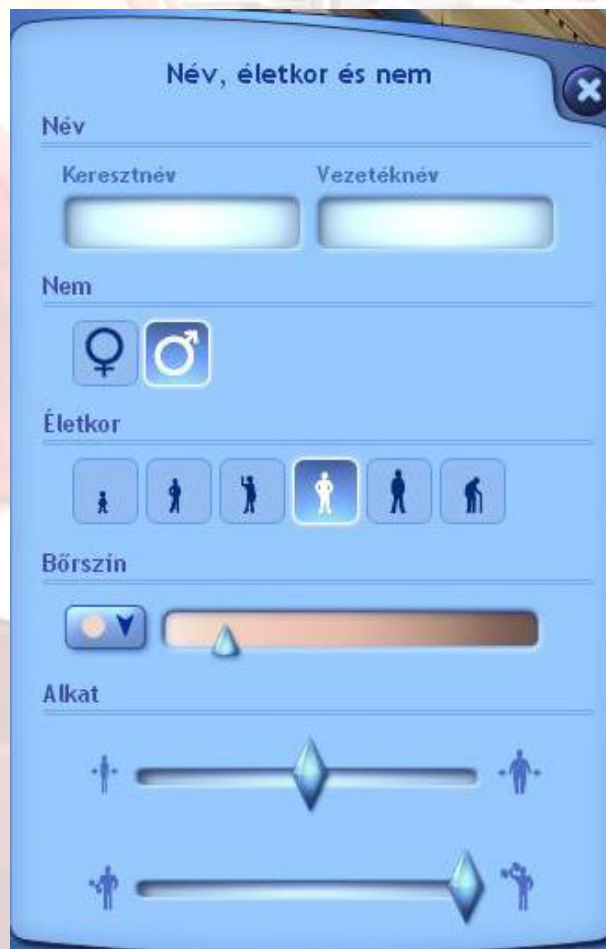 Név, életkor és nem
Név
Keresztnév Vezetéknév
Nem
Életkor
Bőrszín
Alkat